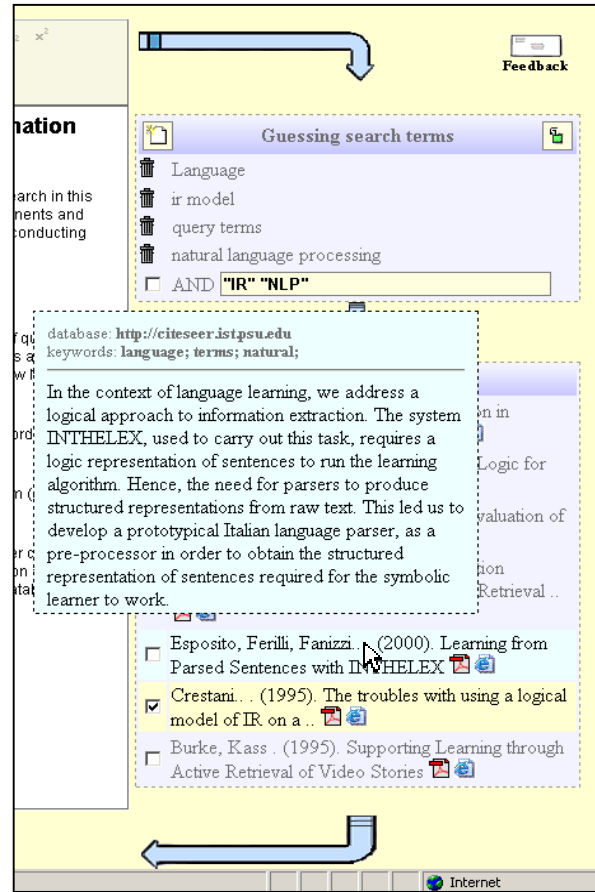 x²
Feedback
nation
Guessing search terms
earch in this
nents and
conducting
Language
ir model
query terms
natural language processing
AND "IR" "NLP"
database: http://citeseer.ist.psu.edu
keywords: language; terms; natural;
In the context of language learning, we address a
logical approach to information extraction. The system
INTHELEX, used to carry out this task, requires a
logic representation of sentences to run the learning
algorithm. Hence, the need for parsers to produce
structured representations from raw text. This led us to
develop a prototypical Italian language parser, as a
pre-processor in order to obtain the structured
representation of sentences required for the symbolic
learner to work.
n in
Logic for
valuation of
tion
Retrieval ..
Esposito, Ferilli, Fanizzi.. . (2000). Learning from
Parsed Sentences with INTHELEX
Crestani.. . (1995). The troubles with using a logical
model of IR on a ..
Burke, Kass . (1995). Supporting Learning through
Active Retrieval of Video Stories
Internet